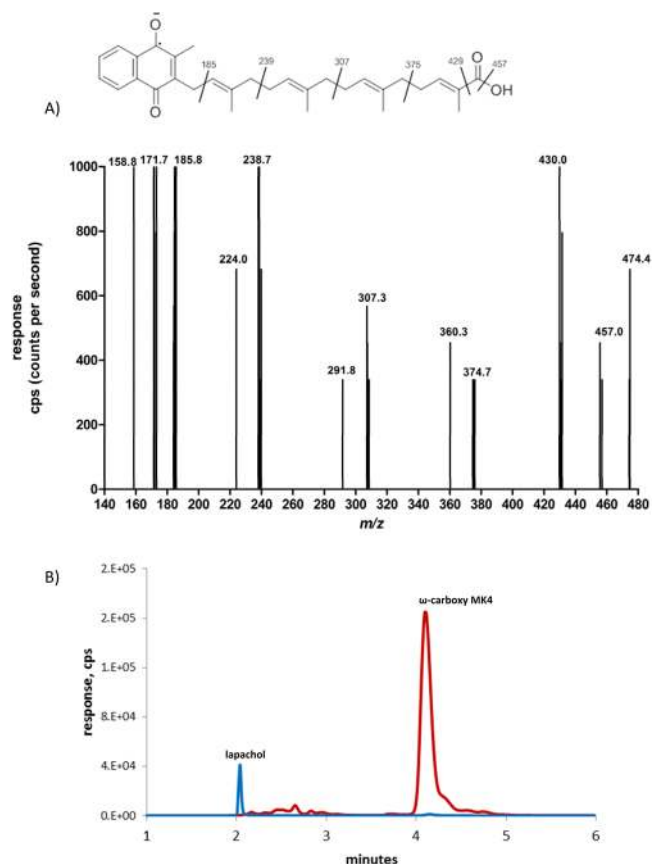 O
185
239
307
375
429
457
O
OH
O
A)
158.8
171.7
185.8
238.7
430.0
1000
800
600
400
200
0
224.0
474.4
307.3
457.0
360.3
291.8
374.7
response
cps (counts per second)
140 160 180 200 220 240 260 280 300 320 340 360 380 400 420 440 460 480
m/z
B)
2.E+05
2.E+05
1.E+05
8.E+04
4.E+04
0.E+00
ω-carboxy MK4
lapachol
response, cps
1 2 3 4 5 6
minutes